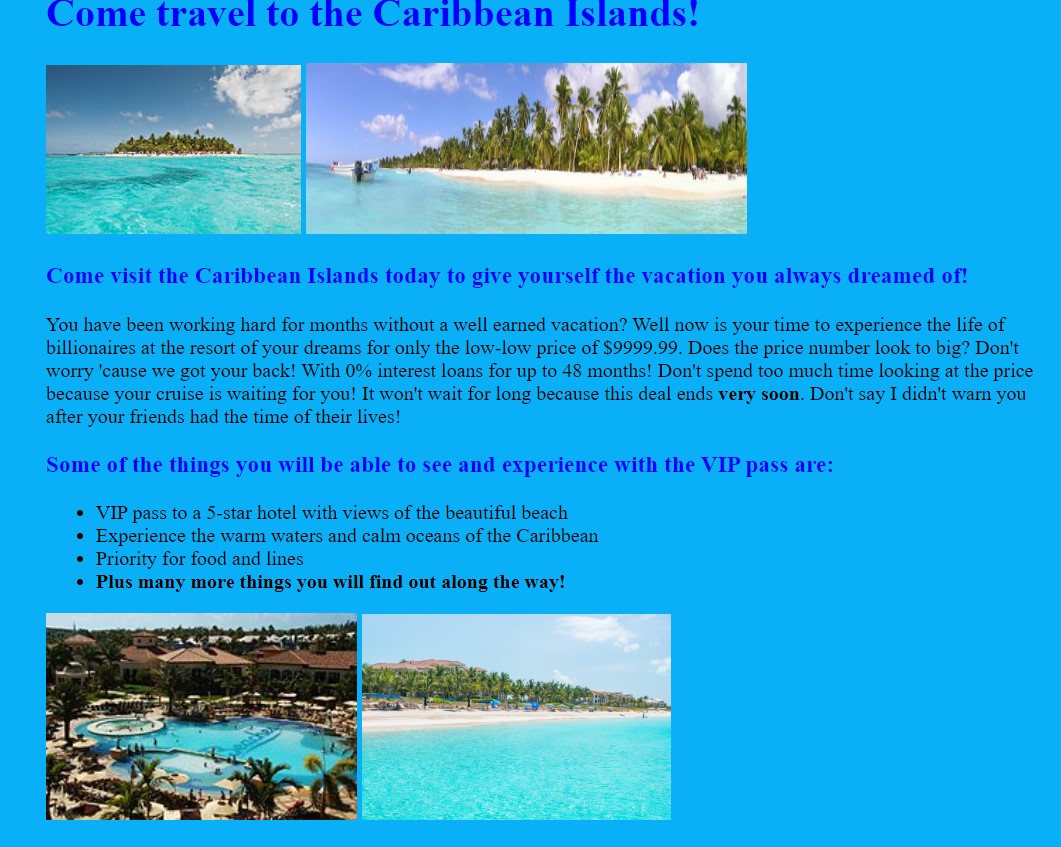 Come travel to the Caribbean Islands!
Come visit the Caribbean Islands today to give yourself the vacation you always dreamed of!
You have been working hard for months without a well earned vacation? Well now is your time to experience the life of
billionaires at the resort of your dreams for only the low-low price of $9999.99. Does the price number look to big? Don't
worry 'cause we got your back! With 0% interest loans for up to 48 months! Don't spend too much time looking at the price
because your cruise is waiting for you! It won't wait for long because this deal ends very soon. Don't say I didn't warn you
after your friends had the time of their lives!
Some of the things you will be able to see and experience with the VIP pass are:
• VIP pass to a 5-star hotel with views of the beautiful beach
• Experience the warm waters and calm oceans of the Caribbean
• Priority for food and lines
• Plus many more things you will find out along the way!